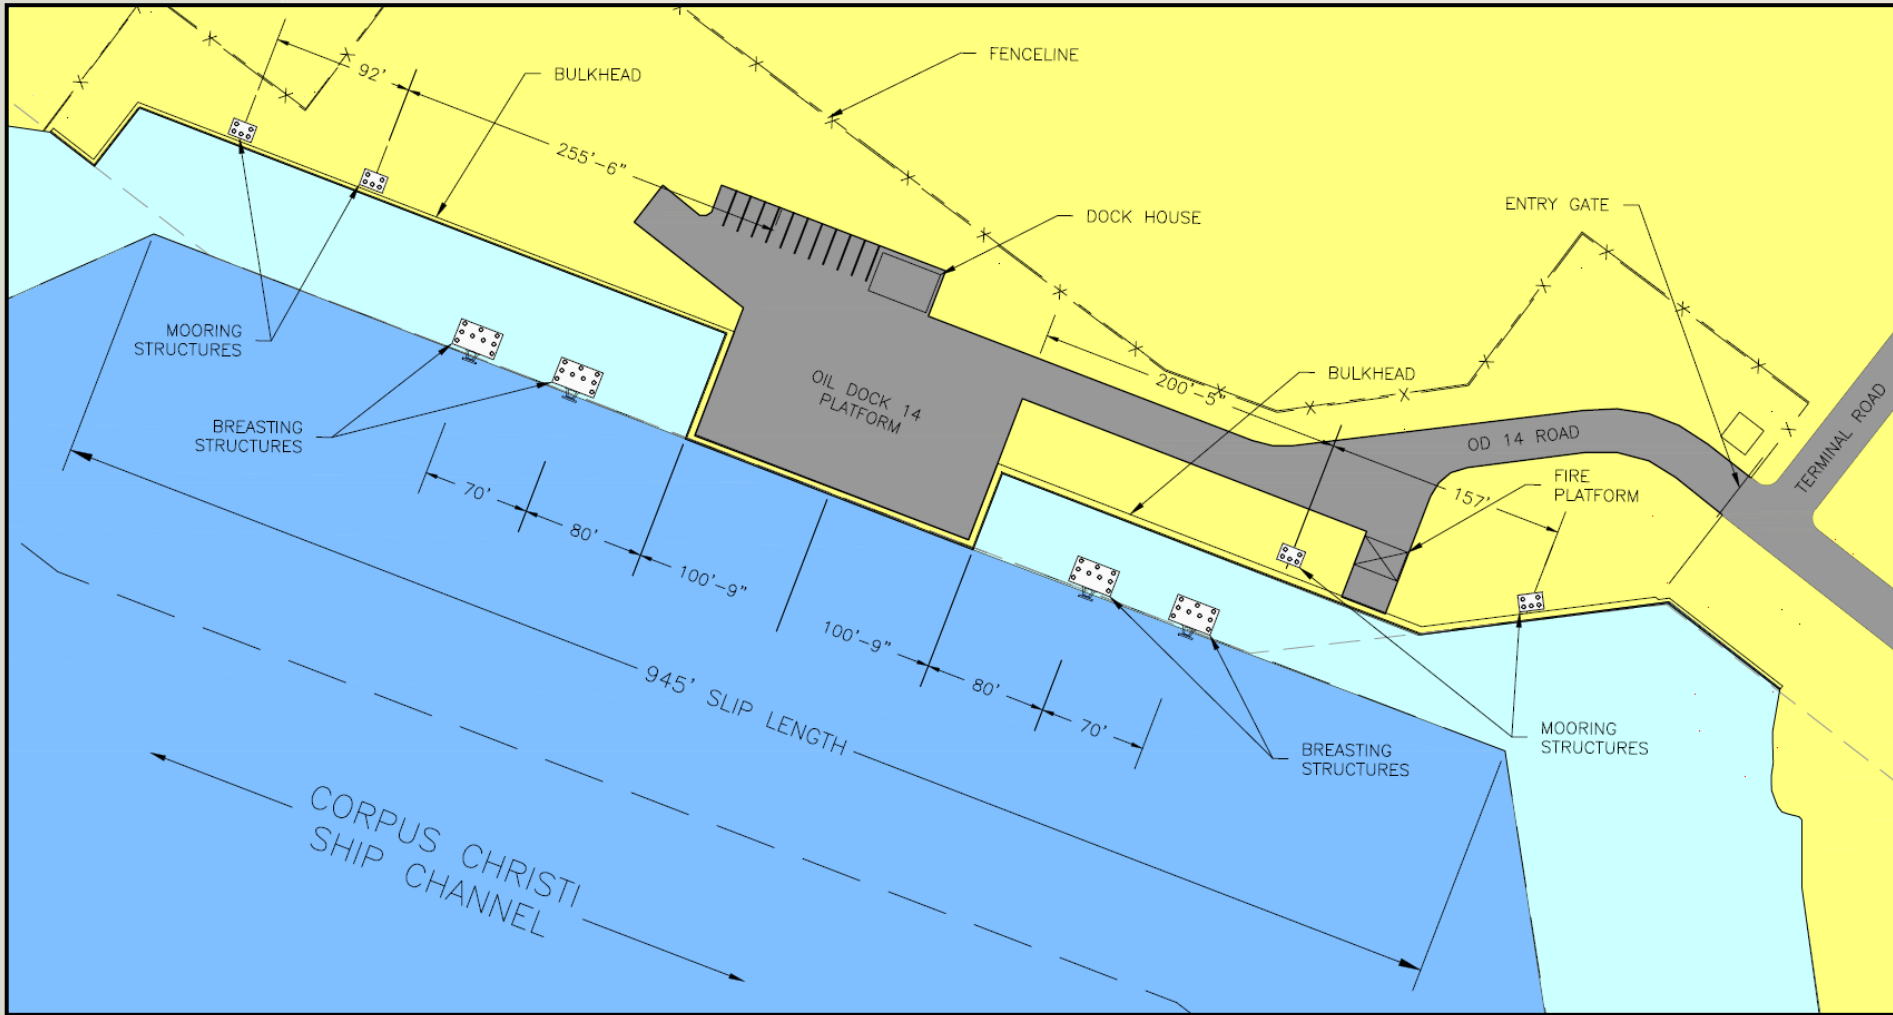 FENCELINE
92'
BULKHEAD
255'-6"
ENTRY GATE
DOCK HOUSE
MOORING
STRUCTURES
OIL DOCK 14
PLATFORM
200'-5"
BULKHEAD
TERMINAL ROAD
OD 14 ROAD
BREASTING
STRUCTURES
FIRE
PLATFORM
157'
70'
80'
100'-9"
100'-9"
80'
70'
945' SLIP LENGTH
MOORING
STRUCTURES
BREASTING
STRUCTURES
CORPUS CHRISTI
SHIP CHANNEL